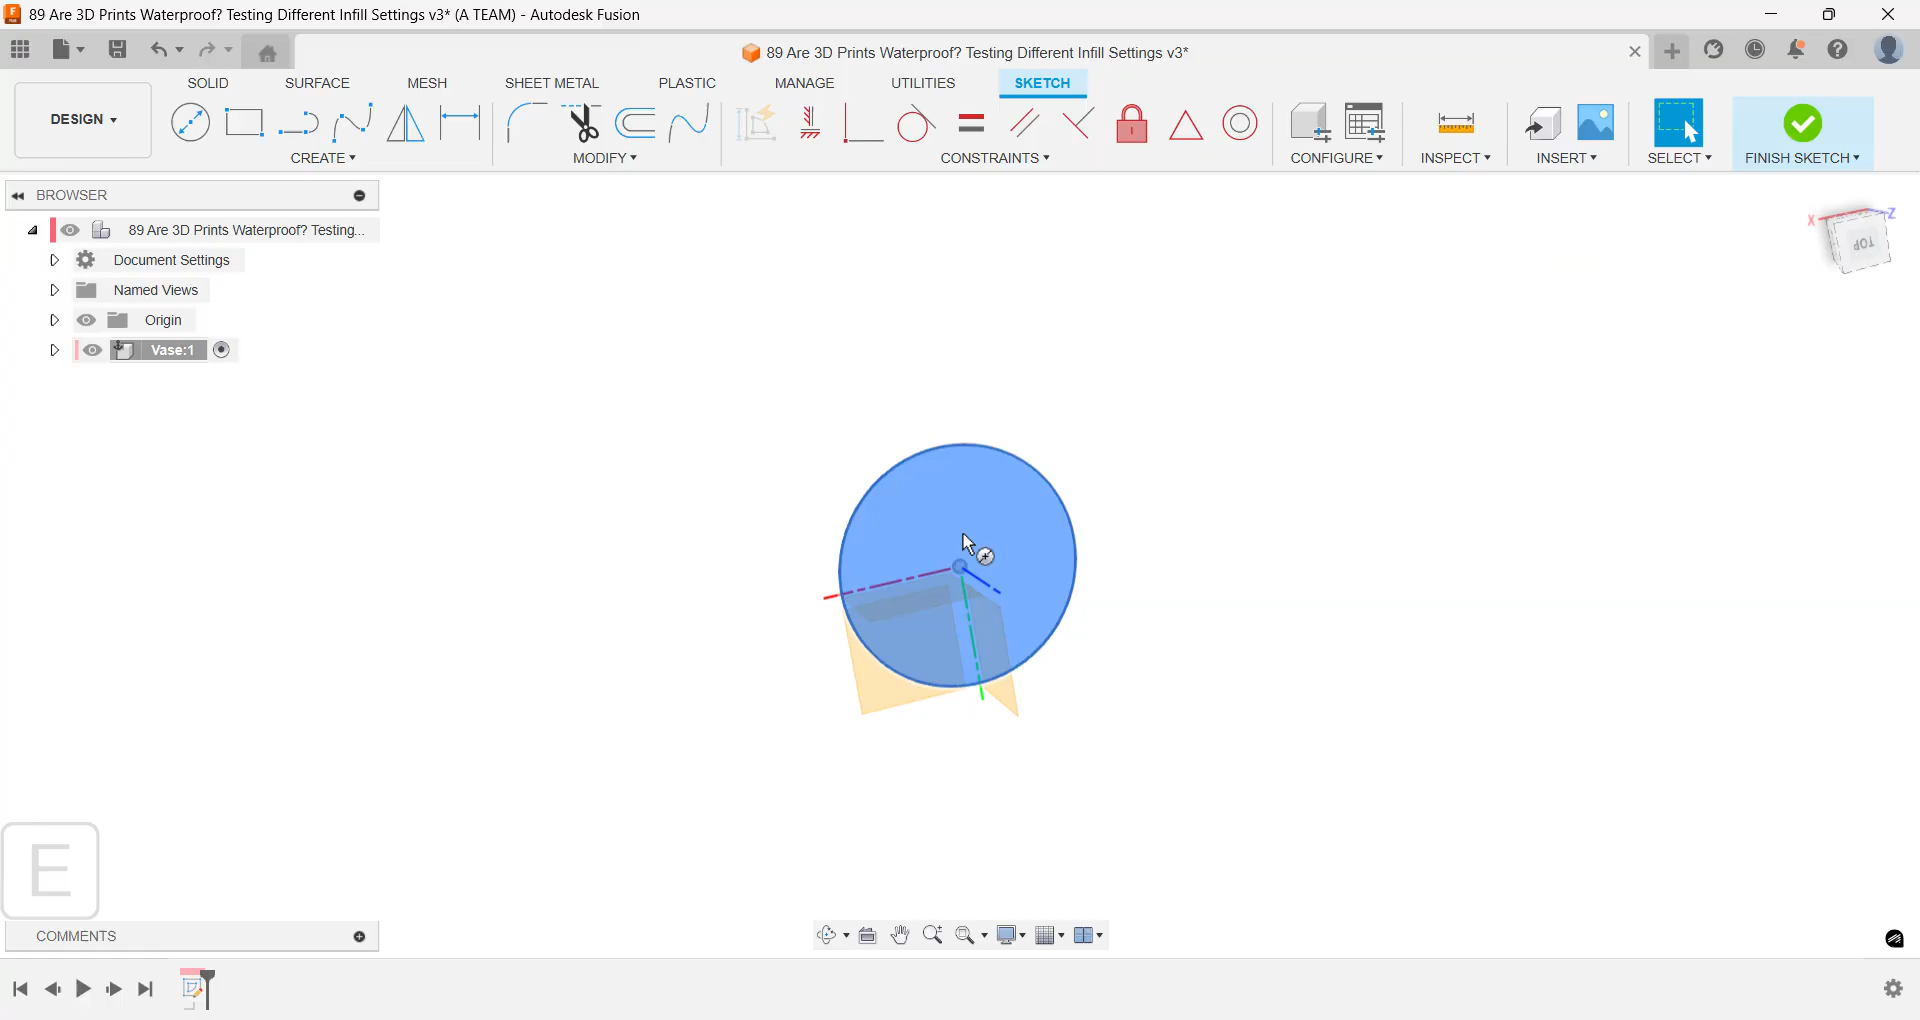 89 Are 3D Prints Waterproof? Testing Different Infill Settings v3* (A TEAM) - Autodesk Fusion
89 Are 3D Prints Waterproof? Testing Different Infill Settings v3*
SOLID SURFACE MESH SHEET METAL PLASTIC MANAGE UTILITIES SKETCH
DESIGN
CREATE MODIFY CONSTRAINTS CONFIGURE INSPECT INSERT SELECT FINISH SKETCH
BROWSER
89 Are 3D Prints Waterproof? Testing...
Document Settings
Named Views
Origin
Vase:1
X
Z
TOP
E
COMMENTS